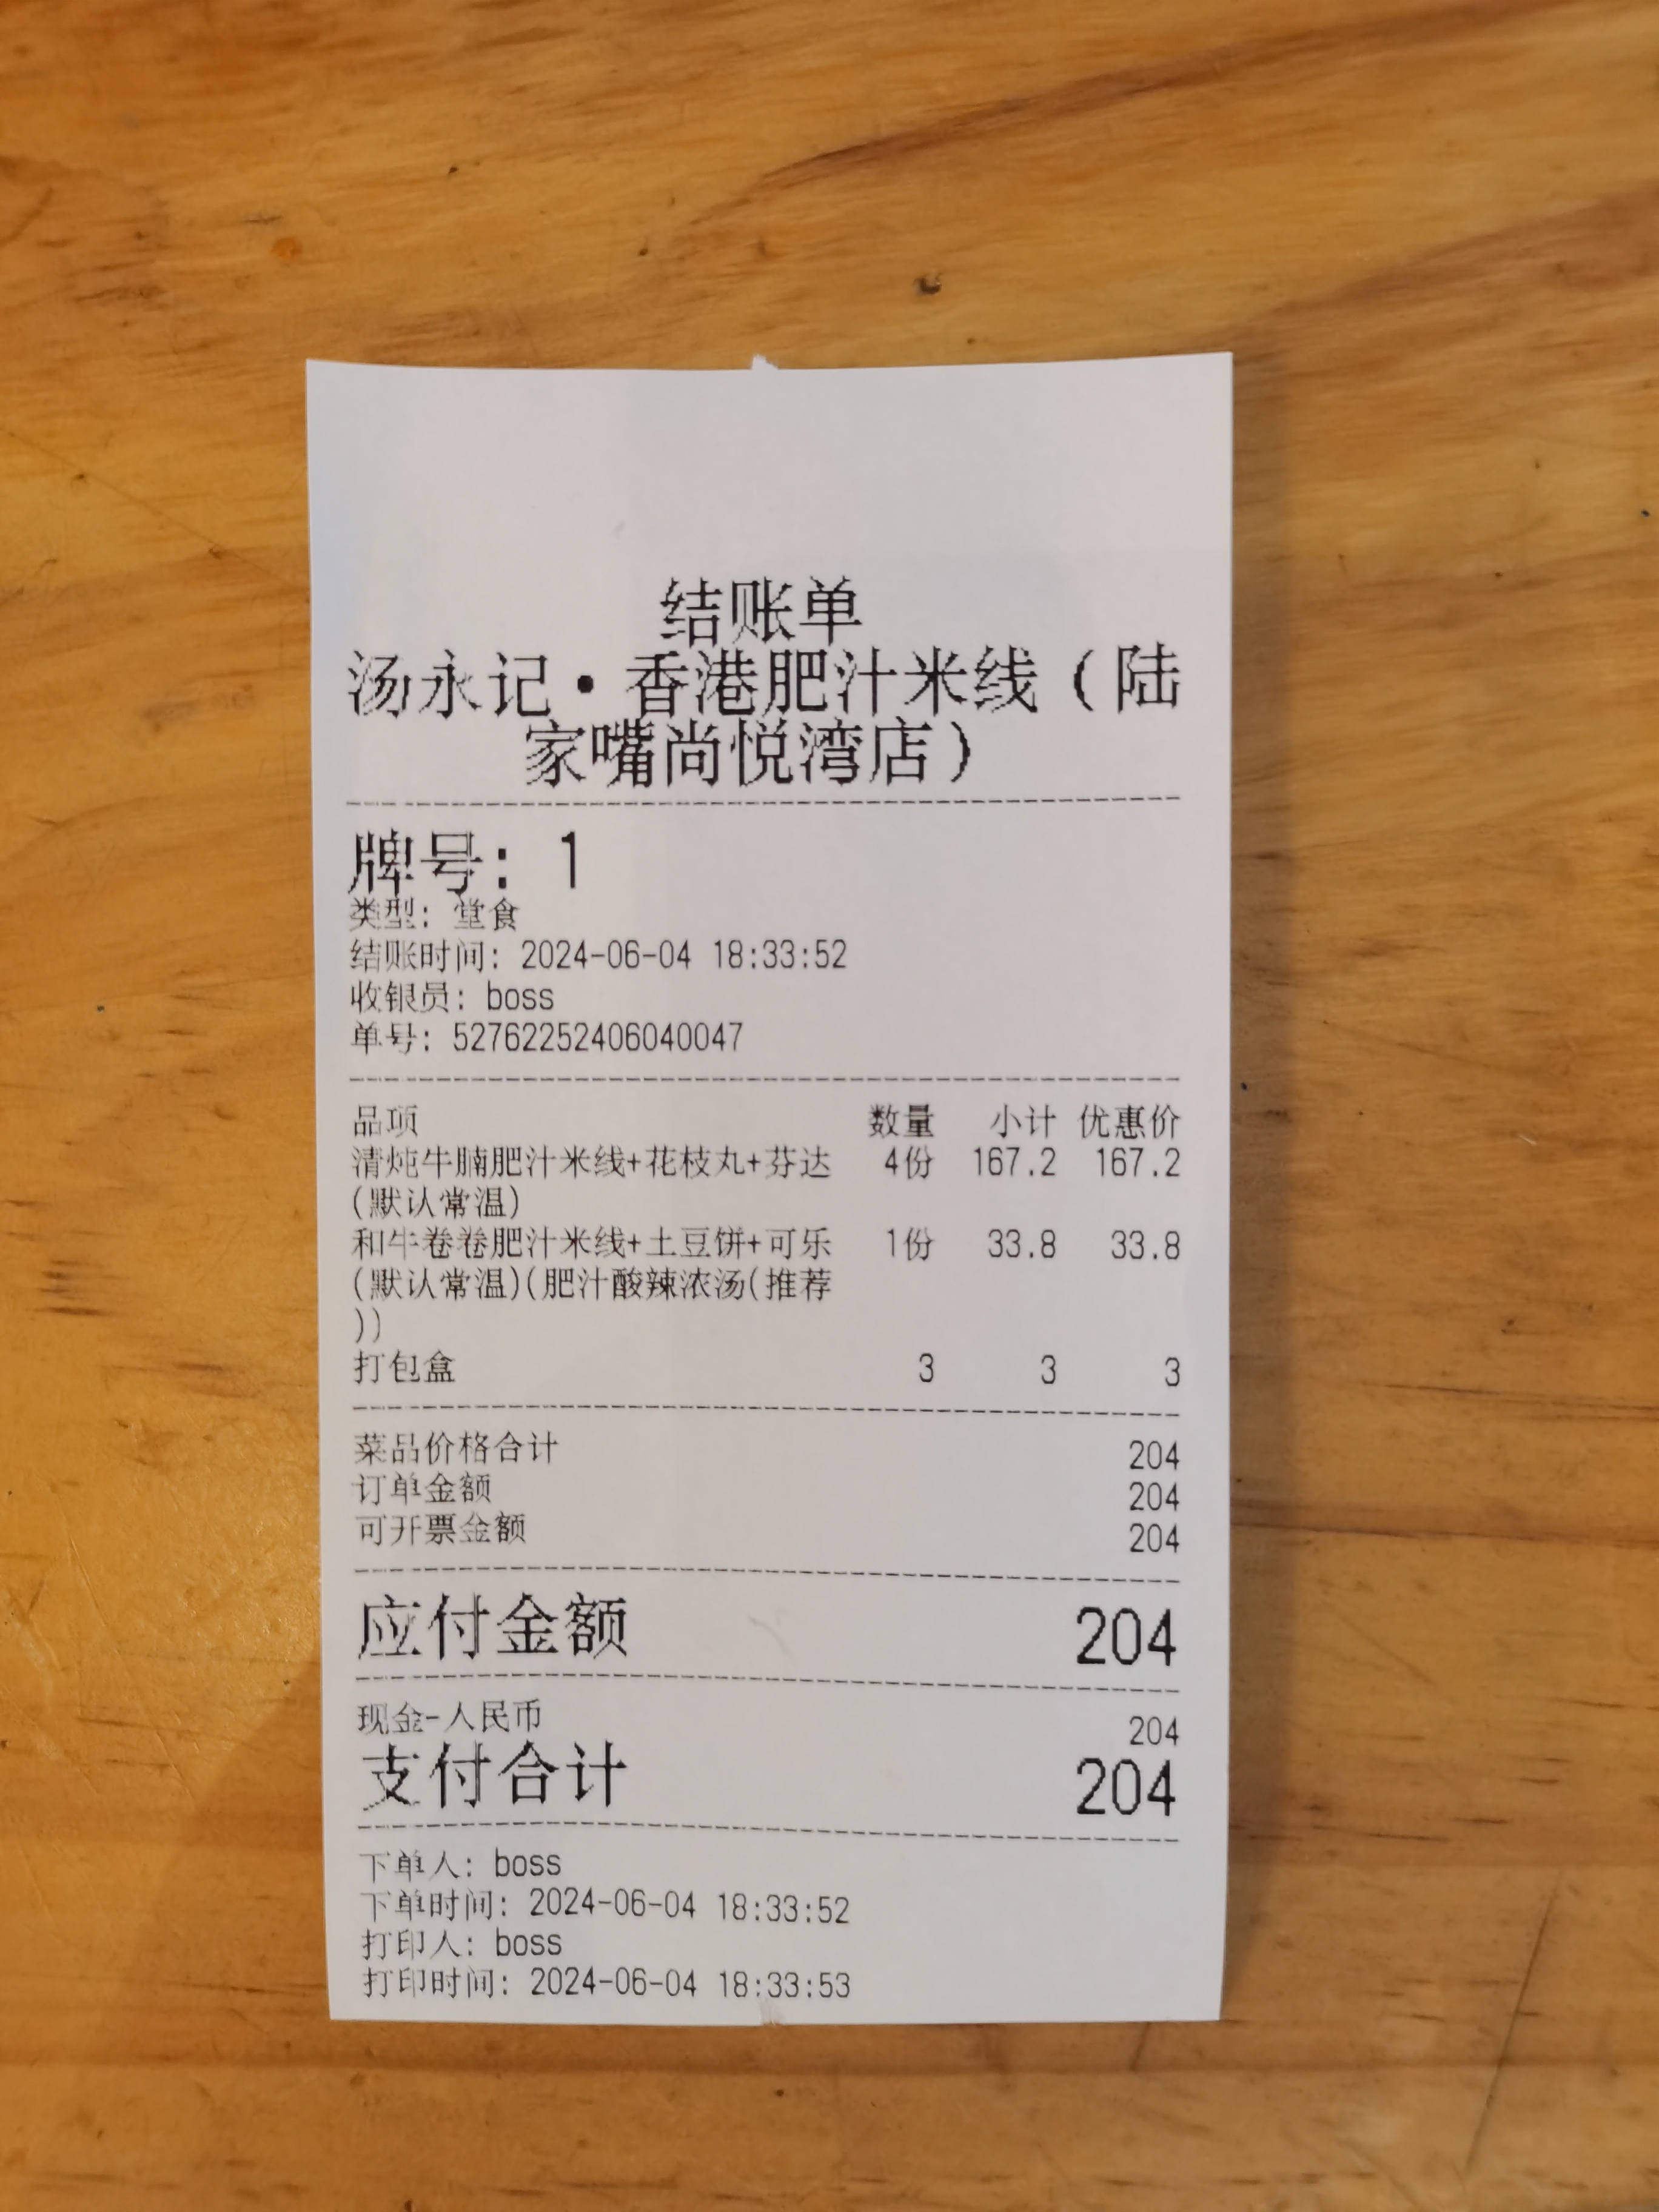 结账单
汤永记·香港肥汁米线（陆
家嘴尚悦湾店）
牌号: 1
类型: 堂食
结账时间: 2024-06-04 18:33:52
收银员: boss
单号: 52762252406040047
品项 数量 小计 优惠价
清炖牛腩肥汁米线+花枝丸+芬达 4份 167.2 167.2
(默认常温)
和牛卷卷肥汁米线+土豆饼+可乐 1份 33.8 33.8
(默认常温)(肥汁酸辣浓汤(推荐
))
打包盒 3 3 3
菜品价格合计 204
订单金额 204
可开票金额 204
应付金额 204
现金-人民币 204
支付合计 204
下单人: boss
下单时间: 2024-06-04 18:33:52
打印人: boss
打印时间: 2024-06-04 18:33:53